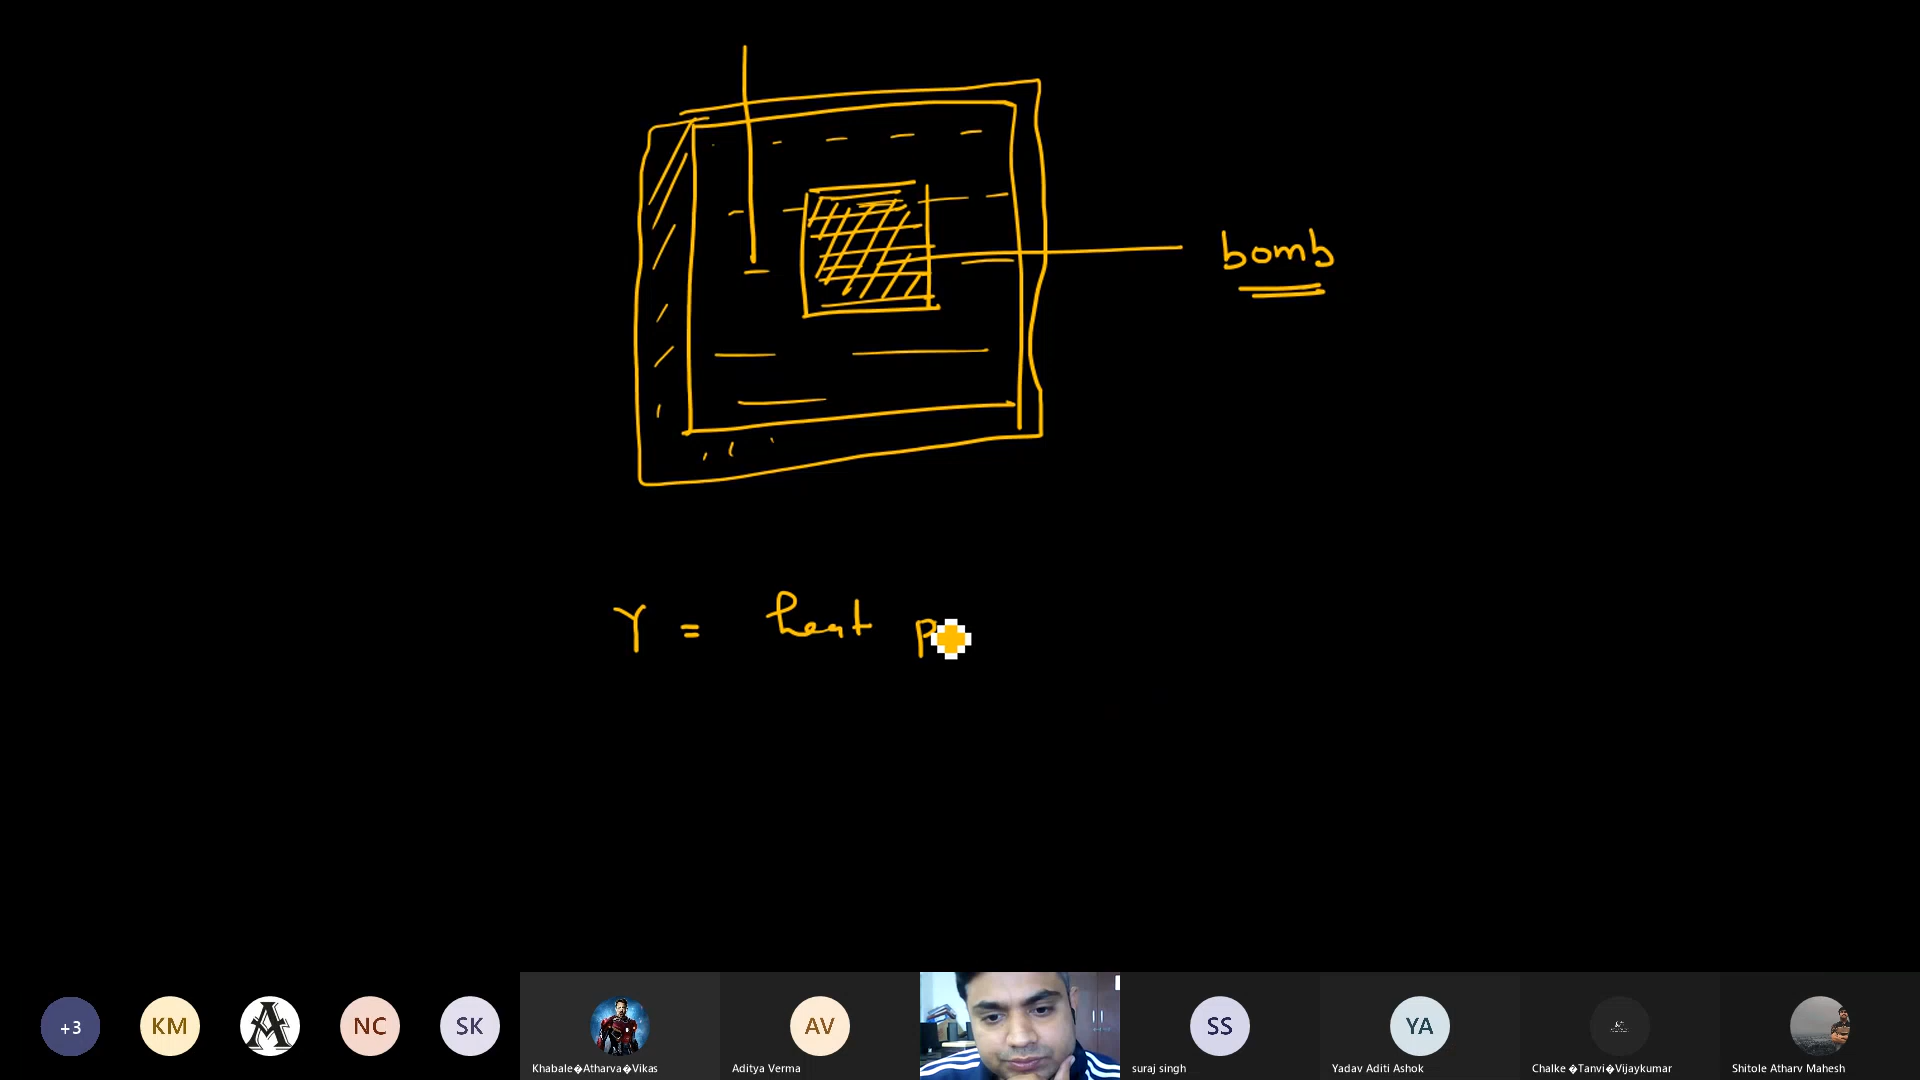 bomb
Y = heat P
+3
KM
A
NC
SK
Khabale�Atharva�Vikas
AV
Aditya Verma
SS
suraj singh
YA
Yadav Aditi Ashok
Chalke �Tanvi�Vijaykumar
Shitole Atharv Mahesh